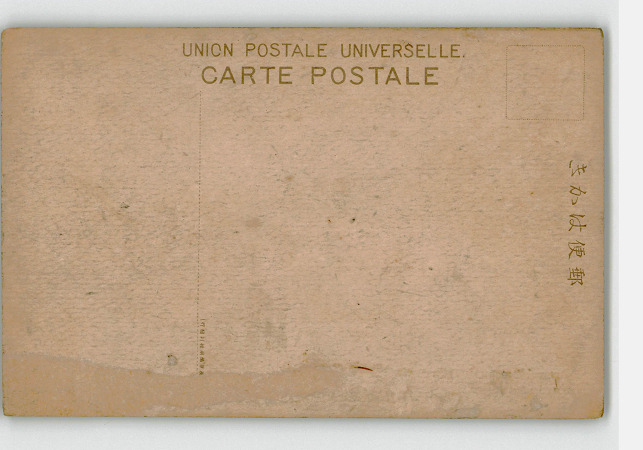 UNION POSTALE UNIVERSELLE.
CARTE POSTALE
きかは便郵